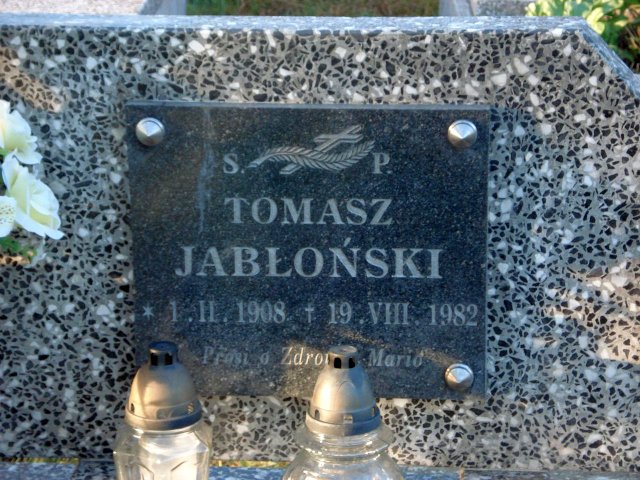 S. P.
TOMASZ
JABŁOŃSKI
* 1. II. 1908. † 19. VIII. 1982
Prosi o Mario